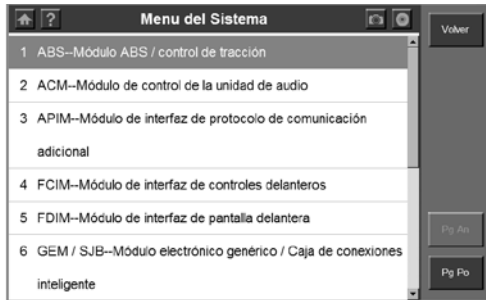 ?
Menu del Sistema
Volver
1 ABS--Módulo ABS / control de tracción
2 ACM--Módulo de control de la unidad de audio
3 APIM--Módulo de interfaz de protocolo de comunicación
adicional
4 FCIM--Módulo de interfaz de controles delanteros
5 FDIM--Módulo de interfaz de pantalla delantera
6 GEM / SJB--Módulo electrónico genérico / Caja de conexiones
inteligente
Pg An
Pg Po